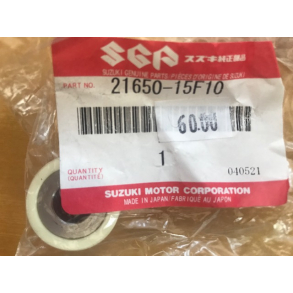 SGP スズキ純正部品
SUZUKI GENUINE PARTS・PIÈCES D'ORIGINE DE SUZUKI
PART NO. 21650-15F10
60.00
1
QUANTITY
(QUANTITÉ)
040521
SUZUKI MOTOR CORPORATION
MADE IN JAPAN/FABRIQUÉ AU JAPON